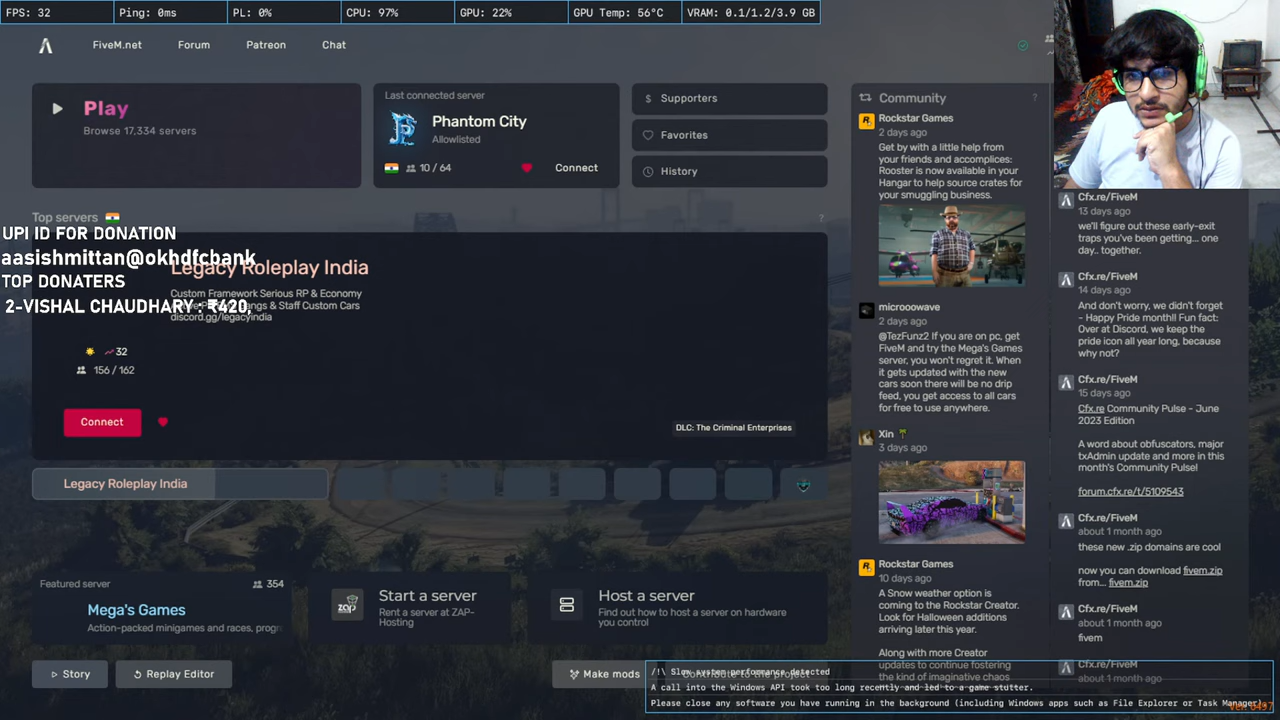 FPS: 32
Ping: 0ms
PL: 0%
CPU: 97%
GPU: 22%
GPU Temp: 56°C
VRAM: 0.1/1.2/3.9 GB
FiveM.net
Forum
Patreon
Chat
Play
Browse 17,334 servers
Last connected server
Phantom City
Allowlisted
10 / 64
Connect
$ Supporters
Favorites
History
Top servers
?
UPI ID FOR DONATION
aasishmittan@okhdfcbank
TOP DONATERS
2-VISHAL CHAUDHARY : ₹420,
Legacy Roleplay India
Custom Framework Serious RP & Economy
& Staff Custom Cars
discord.gg/legacyindia
32
156 / 162
Connect
DLC: The Criminal Enterprises
Legacy Roleplay India
Featured server
354
Mega's Games
Action-packed minigames and races, progr
zap
Start a server
Rent a server at ZAP-
Hosting
Host a server
Find out how to host a server on hardware
you control
Story
Replay Editor
Make mods
Community
?
Rockstar Games
2 days ago
Get by with a little help from
your friends and accomplices:
Rooster is now available in your
Hangar to help source crates for
your smuggling business.
microoowave
2 days ago
@TezFunz2 If you are on pc, get
FiveM and try the Mega's Games
server, you won't regret it. When
it gets updated with the new
cars soon there will be no drip
feed, you get access to all cars
for free to use anywhere.
Xin
3 days ago
Rockstar Games
10 days ago
A Snow weather option is
coming to the Rockstar Creator.
Look for Halloween additions
arriving later this year.
Along with more Creator
updates to continue fostering
the kind of imaginative chaos
Cfx.re/FiveM
13 days ago
we'll figure out these early-exit
traps you've been getting... one
day.. together.
Cfx.re/FiveM
14 days ago
And don't worry, we didn't forget
- Happy Pride month!! Fun fact:
Over at Discord, we keep the
pride icon all year long, because
why not?
Cfx.re/FiveM
15 days ago
Cfx.re Community Pulse - June
2023 Edition
A word about obfuscators, major
txAdmin update and more in this
month's Community Pulse!
forum.cfx.re/t/5109543
Cfx.re/FiveM
about 1 month ago
these new .zip domains are cool
now you can download fivem.zip
from... fivem.zip
Cfx.re/FiveM
about 1 month ago
fivem
Cfx.re/FiveM
about 1 month ago
/!\ Slow system performance detected
A call into the Windows API took too long recently and led to a game stutter.
Please close any software you have running in the background (including Windows apps such as File Explorer or Task Manager).